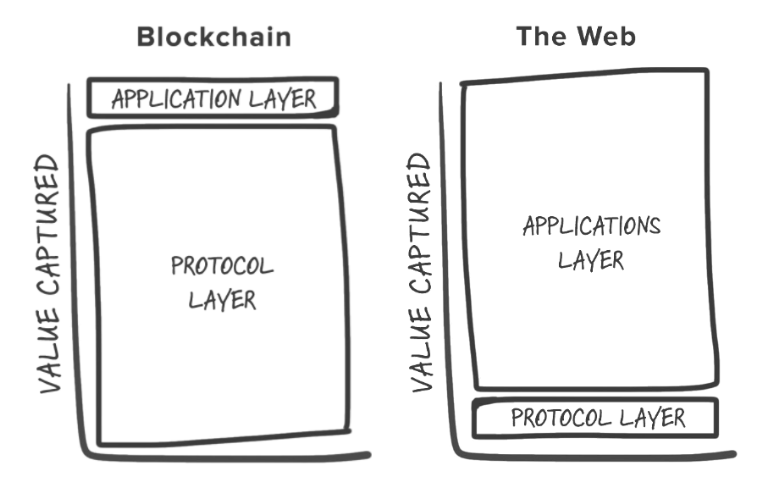 Blockchain
VALUE CAPTURED
APPLICATION LAYER
PROTOCOL
LAYER
The Web
VALUE CAPTURED
APPLICATIONS
LAYER
PROTOCOL LAYER